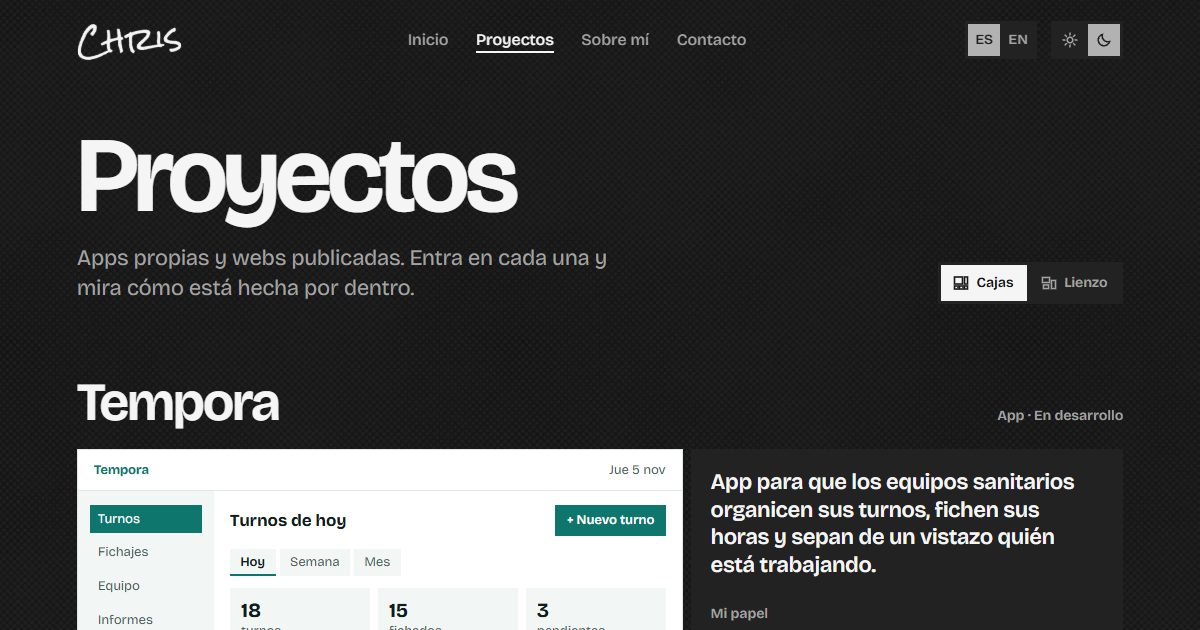 CHRIS
Inicio Proyectos Sobre mí Contacto
ES EN
Proyectos
Apps propias y webs publicadas. Entra en cada una y
mira cómo está hecha por dentro.
Cajas Lienzo
Tempora
App · En desarrollo
Tempora
Jue 5 nov
Turnos
Fichajes
Equipo
Informes
Turnos de hoy
+ Nuevo turno
Hoy Semana Mes
18
turnos
15
fichados
3
pendientes
App para que los equipos sanitarios
organicen sus turnos, fichen sus
horas y sepan de un vistazo quién
está trabajando.
Mi papel